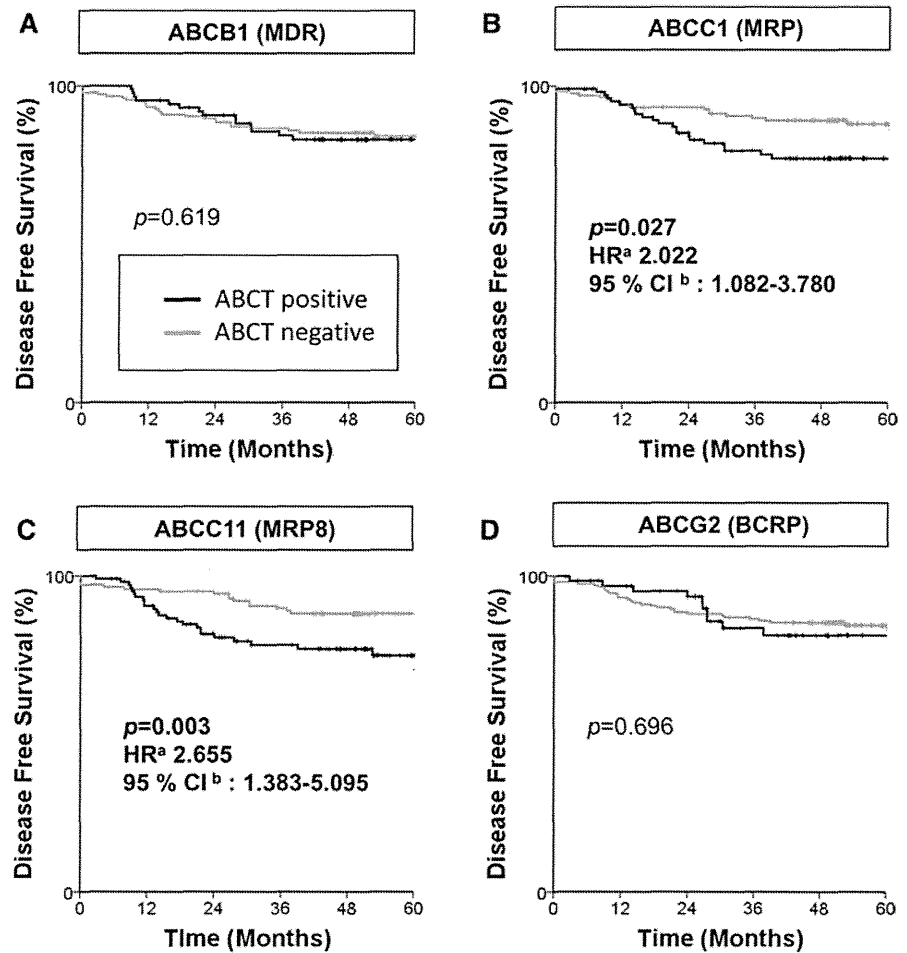 A
ABCB1 (MDR)
Disease Free Survival (%)
100
0
p=0.619
ABCT positive
ABCT negative
0 12 24 36 48 60
Time (Months)
B
ABCC1 (MRP)
Disease Free Survival (%)
100
0
p=0.027
HRᵃ 2.022
95 % CI ᵇ : 1.082-3.780
0 12 24 36 48 60
Time (Months)
C
ABCC11 (MRP8)
Disease Free Survival (%)
100
0
p=0.003
HRᵃ 2.655
95 % CI ᵇ : 1.383-5.095
0 12 24 36 48 60
TIme (Months)
D
ABCG2 (BCRP)
Disease Free Survival (%)
100
0
p=0.696
0 12 24 36 48 60
Time (Months)